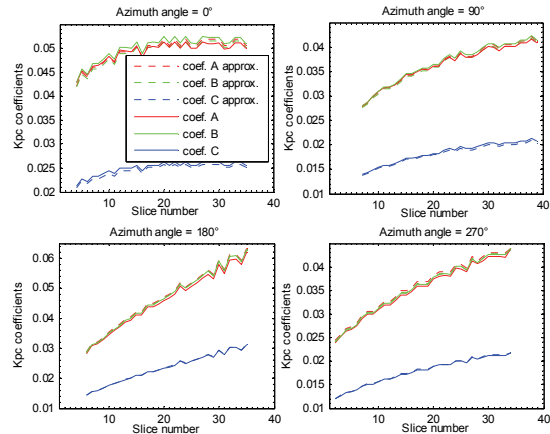 Azimuth angle = 0°
Kpc coefficients
0.05
0.045
0.04
0.035
0.03
0.025
0.02
coef. A approx.
coef. B approx.
coef. C approx.
coef. A
coef. B
coef. C
10 20 30 40
Slice number
Azimuth angle = 90°
Kpc coefficients
0.04
0.035
0.03
0.025
0.02
0.015
0.01
10 20 30 40
Slice number
Azimuth angle = 180°
Kpc coefficients
0.06
0.05
0.04
0.03
0.02
0.01
0 10 20 30 40
Slice number
Azimuth angle = 270°
Kpc coefficients
0.04
0.035
0.03
0.025
0.02
0.015
0.01
10 20 30 40
Slice number